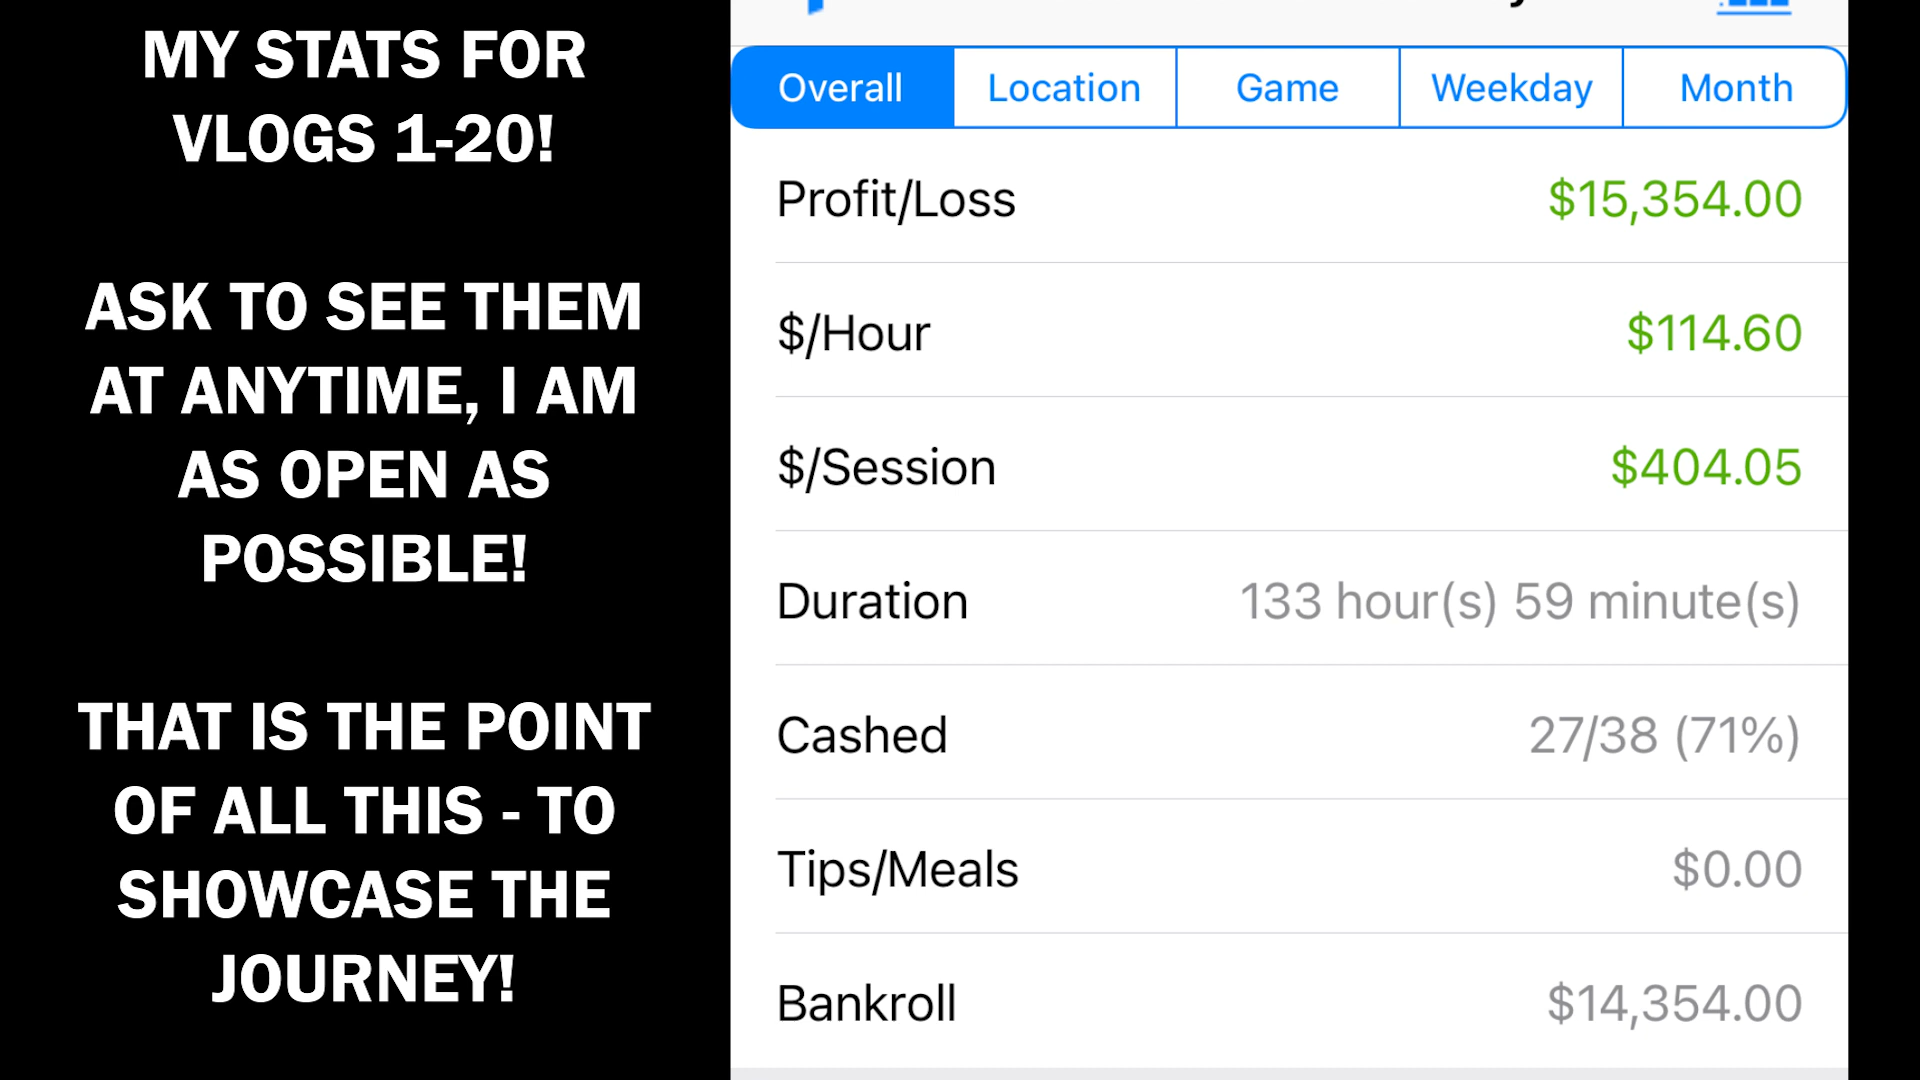 MY STATS FOR
VLOGS 1-20!
ASK TO SEE THEM
AT ANYTIME, I AM
AS OPEN AS
POSSIBLE!
THAT IS THE POINT
OF ALL THIS - TO
SHOWCASE THE
JOURNEY!
Overall Location Game Weekday Month
Profit/Loss $15,354.00
$/Hour $114.60
$/Session $404.05
Duration 133 hour(s) 59 minute(s)
Cashed 27/38 (71%)
Tips/Meals $0.00
Bankroll $14,354.00